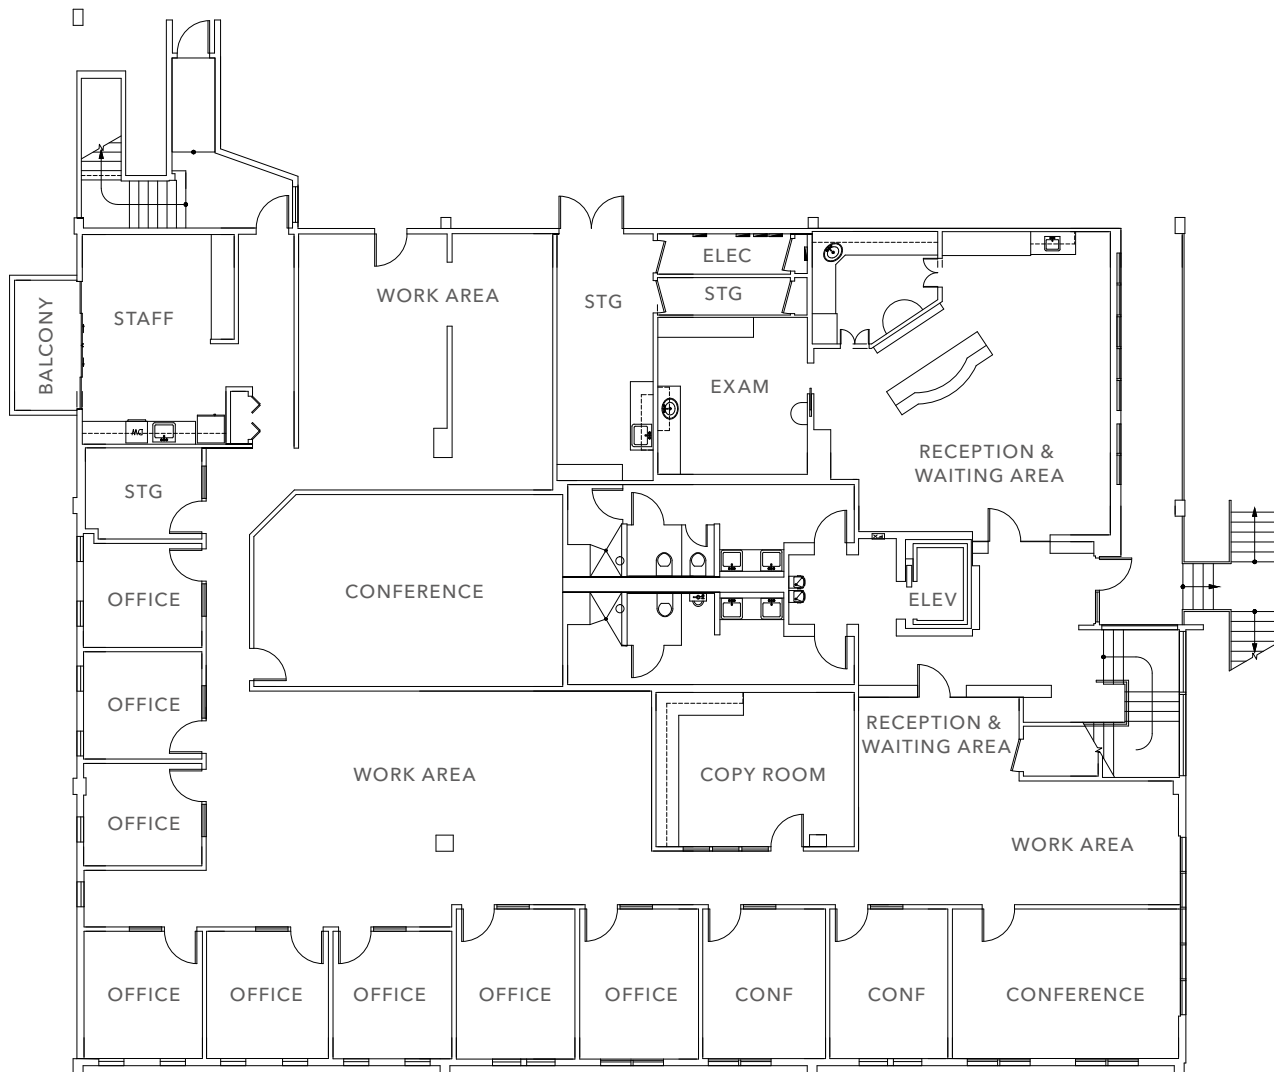 ELEC
WORK AREA
STG
STG
STAFF
BALCONY
EXAM
DW
RECEPTION &
WAITING AREA
STG
CONFERENCE
OFFICE
ELEV
OFFICE
RECEPTION &
WAITING AREA
WORK AREA
COPY ROOM
OFFICE
WORK AREA
OFFICE
OFFICE
OFFICE
OFFICE
OFFICE
CONF
CONF
CONFERENCE